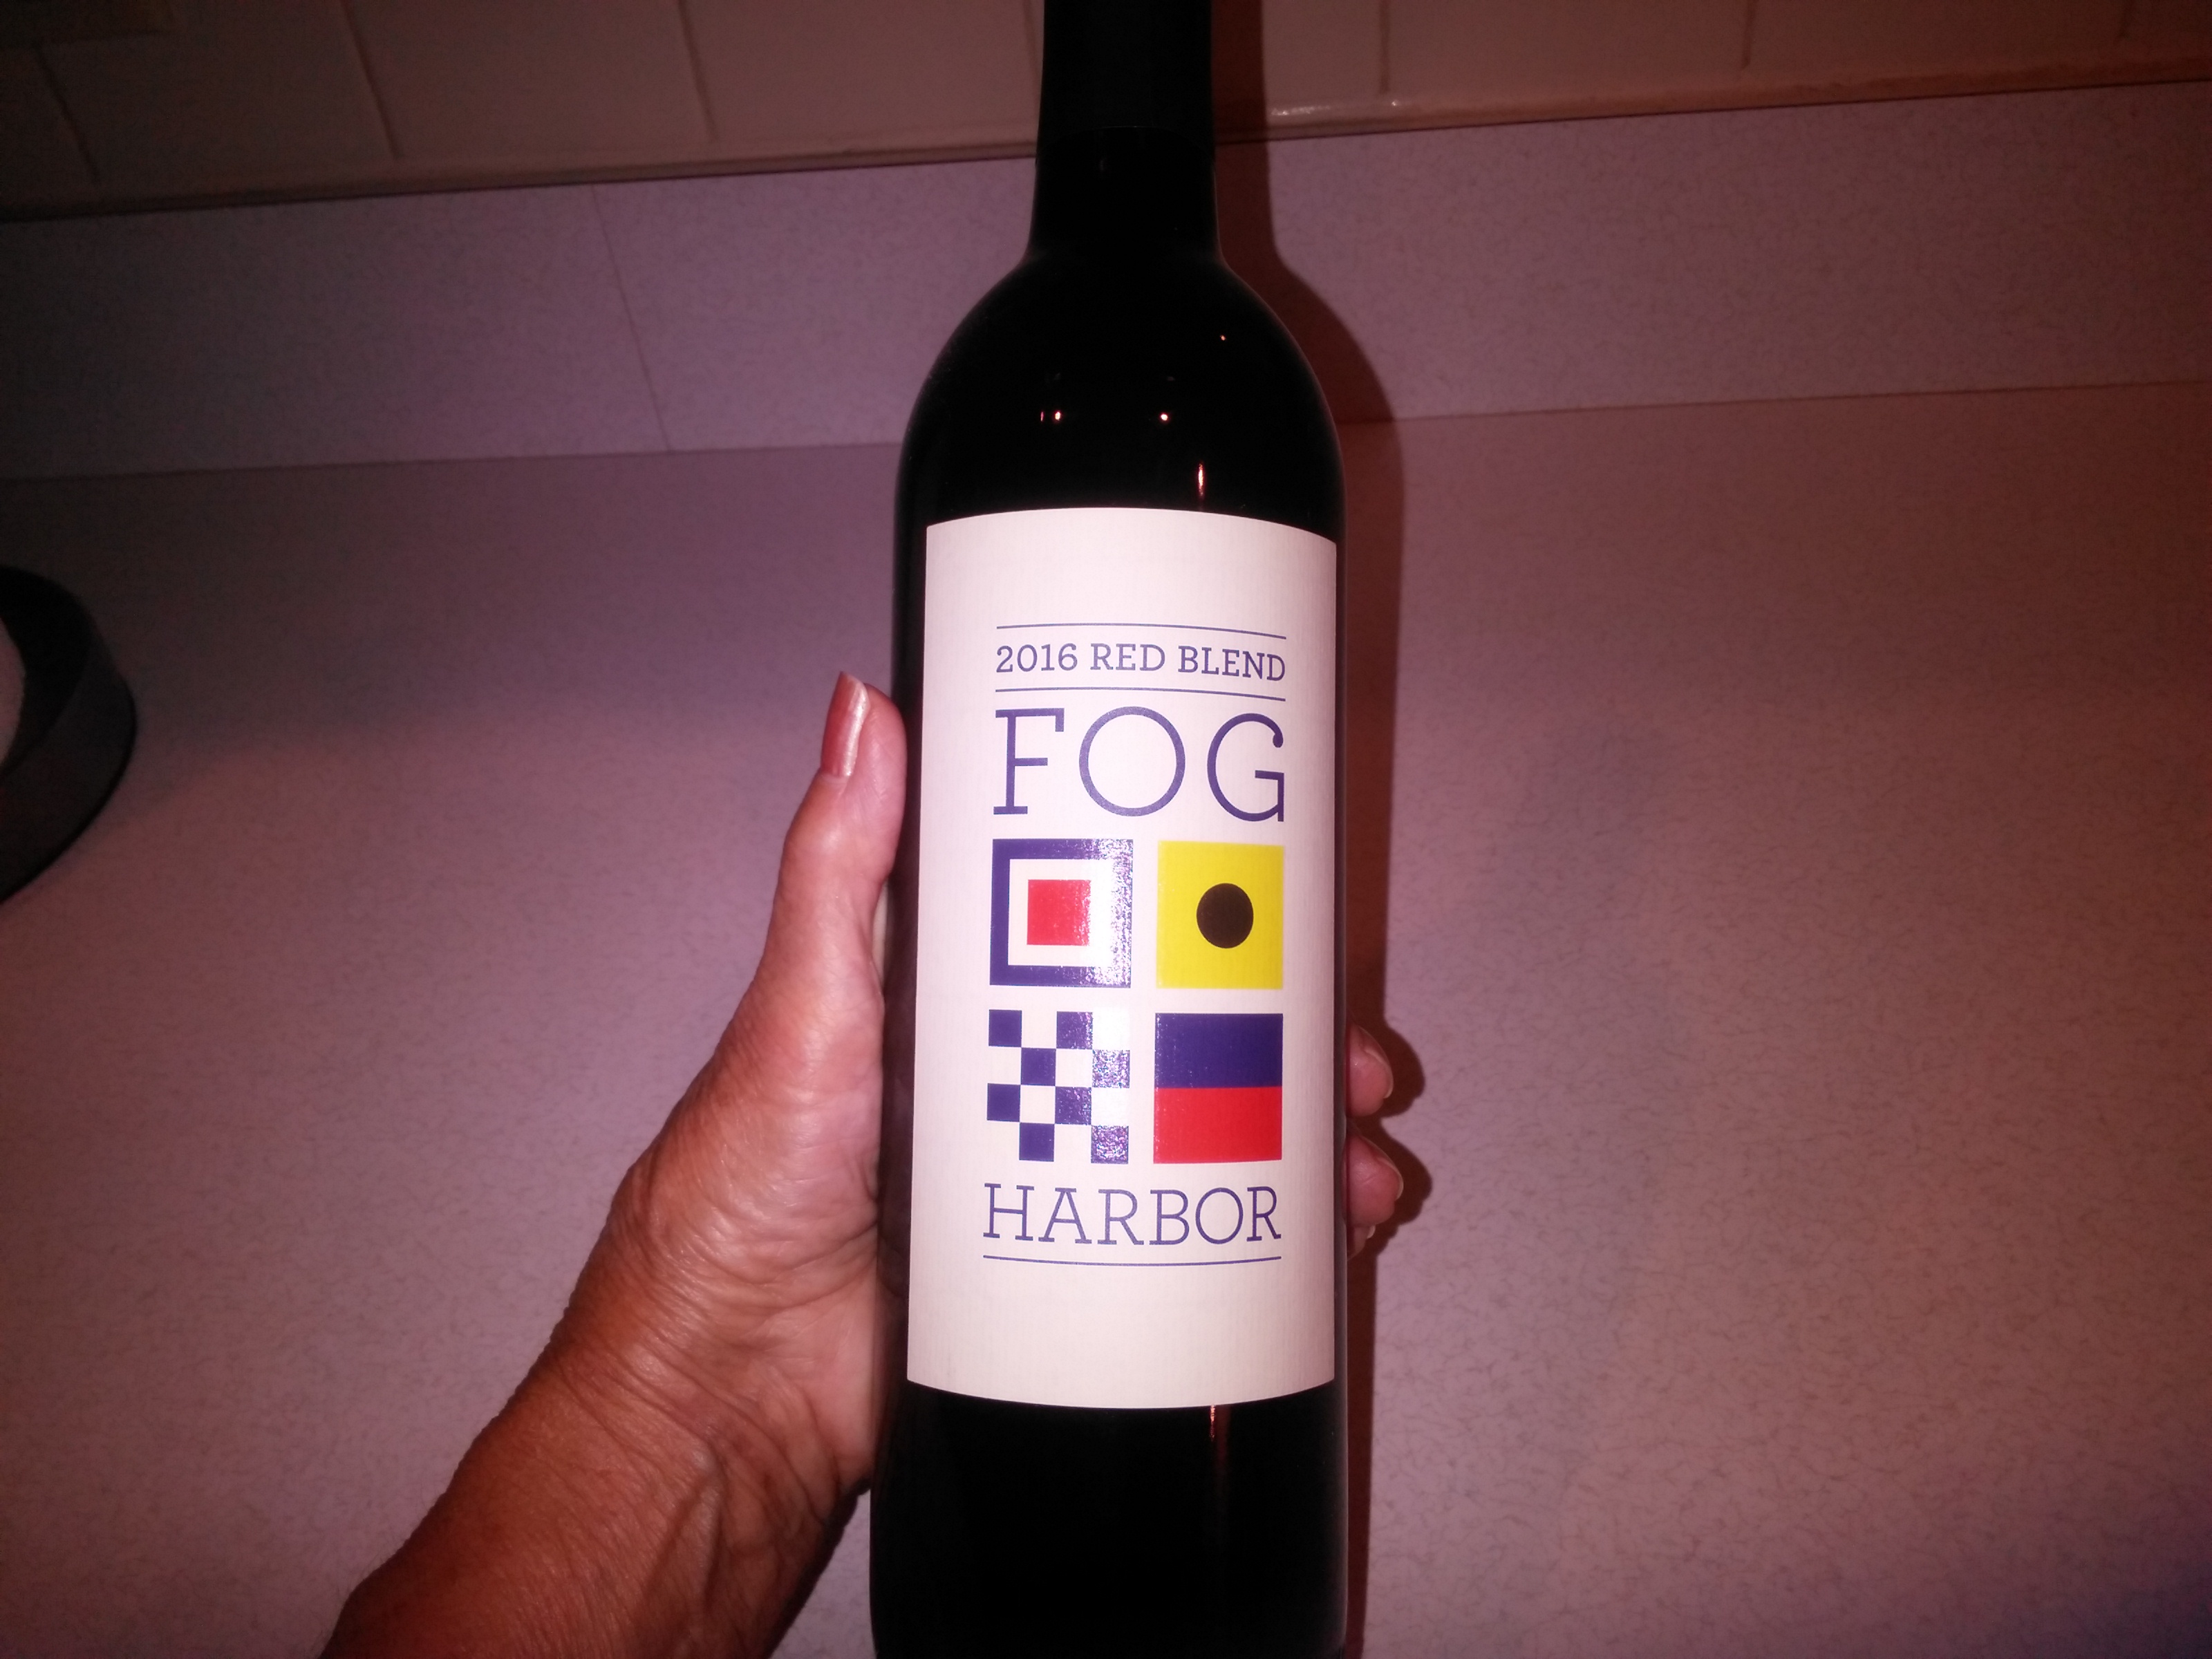 2016 RED BLEND
FOG
HARBOR